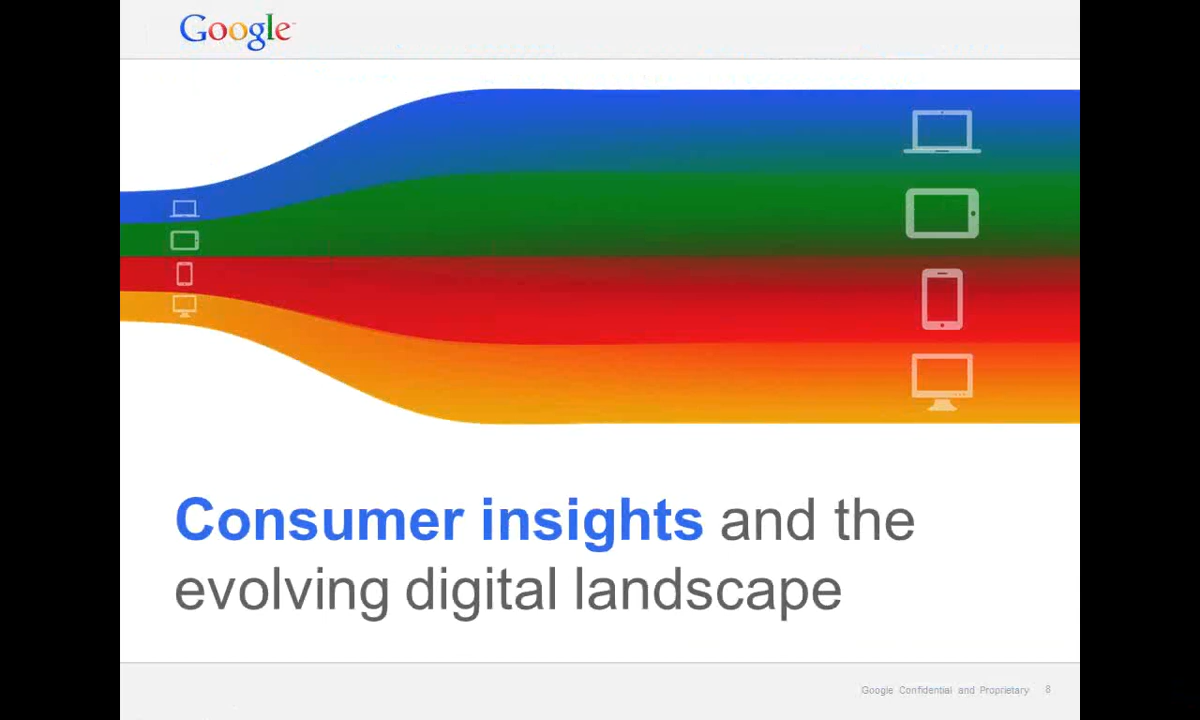 Google
Consumer insights and the
evolving digital landscape
Google Confidential and Proprietary 8